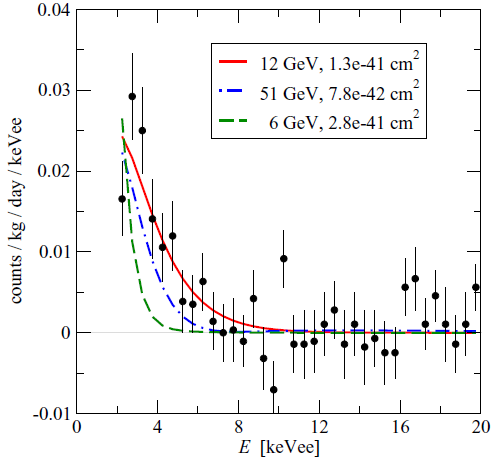 0.04
0.03
0.02
0.01
0
-0.01
counts / kg / day / keVee
12 GeV, 1.3e-41 cm²
51 GeV, 7.8e-42 cm²
6 GeV, 2.8e-41 cm²
0 4 8 12 16 20
E [keVee]